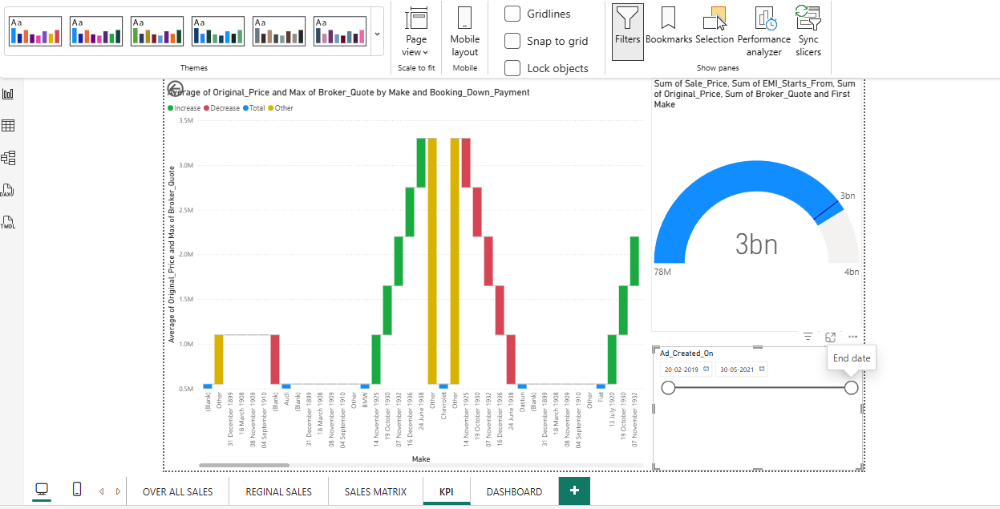 Aa Aa Aa Aa Aa Aa
Themes
Page view
Scale to fit
Mobile layout
Mobile
Gridlines
Snap to grid
Lock objects
Filters
Bookmarks
Selection
Performance analyzer
Sync slicers
Show panes
DAX
TMDL
Average of Original_Price and Max of Broker_Quote by Make and Booking_Down_Payment
Increase Decrease Total Other
3.5M
3.0M
2.5M
2.0M
1.5M
1.0M
0.5M
Average of Original_Price and Max of Broker_Quote
(Blank)
Other
31 December 1899
18 March 1908
08 November 1909
04 September 1910
(Blank)
Audi
(Blank)
31 December 1899
18 March 1908
08 November 1909
04 September 1910
Other
BMW
14 November 1925
19 October 1930
07 November 1932
16 December 1936
24 June 1938
Other
Chevrolet
Other
14 November 1925
19 October 1930
07 November 1932
16 December 1936
24 June 1938
Dastun
(Blank)
31 December 1899
18 March 1908
08 November 1909
04 September 1910
Other
Fiat
13 July 1920
19 October 1930
07 November 1932
Make
Sum of Sale_Price, Sum of EMI_Starts_From, Sum
of Original_Price, Sum of Broker_Quote and First
Make
3bn
3bn
78M
4bn
Ad_Created_On
End date
20-02-2019
30-05-2021
OVER ALL SALES
REGINAL SALES
SALES MATRIX
KPI
DASHBOARD
+